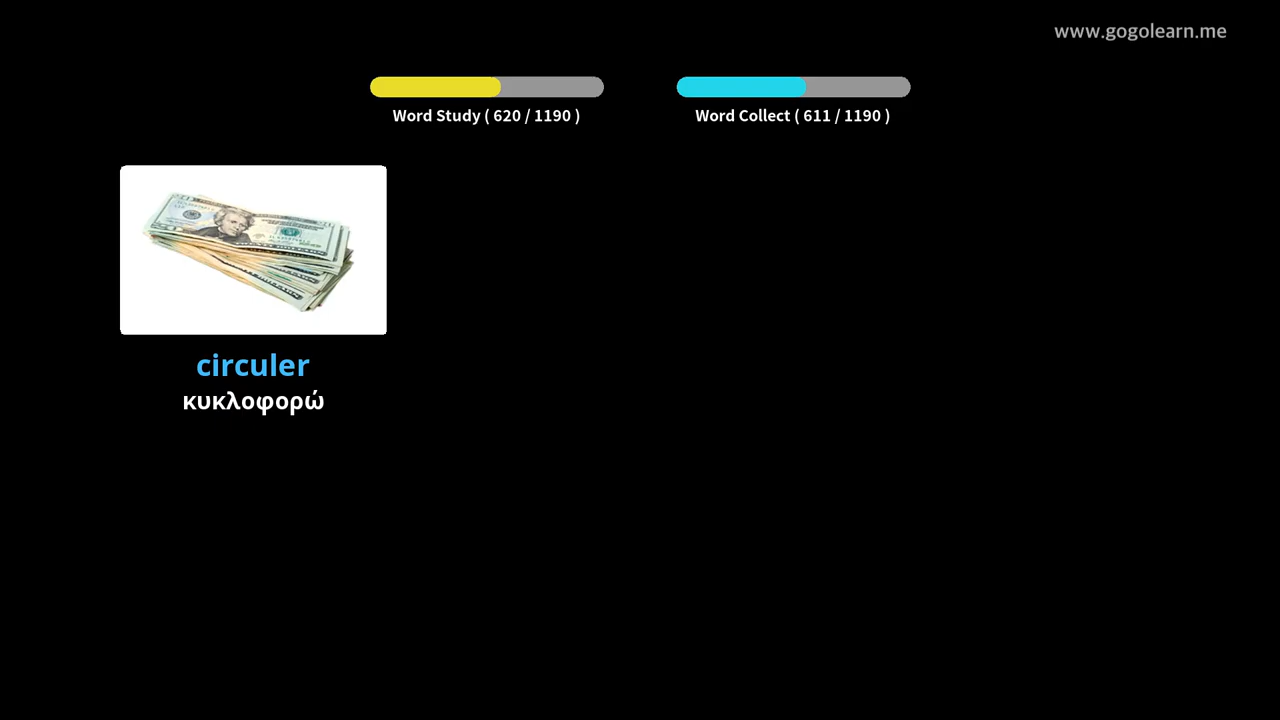 www.gogolearn.me
Word Study ( 620 / 1190 )
Word Collect ( 611 / 1190 )
circuler
κυκλοφορώ